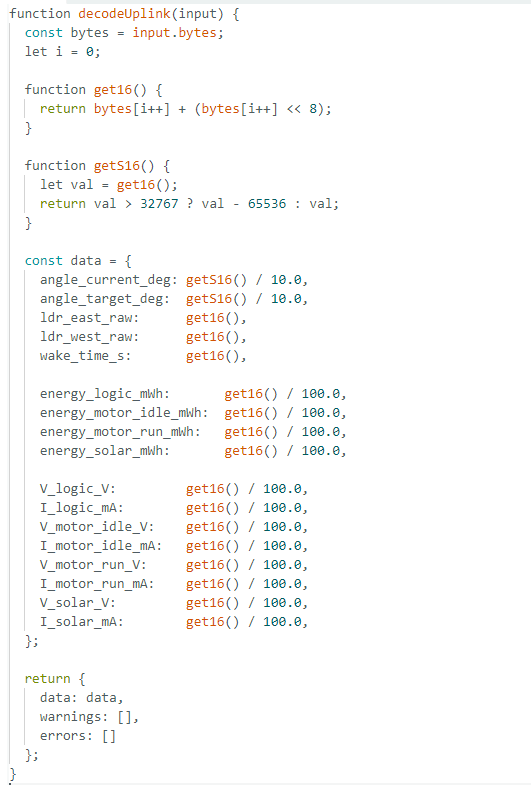 function decodeUplink(input) {
  const bytes = input.bytes;
  let i = 0;

  function get16() {
    return bytes[i++] + (bytes[i++] << 8);
  }

  function getS16() {
    let val = get16();
    return val > 32767 ? val - 65536 : val;
  }

  const data = {
    angle_current_deg: getS16() / 10.0,
    angle_target_deg:  getS16() / 10.0,
    ldr_east_raw:      get16(),
    ldr_west_raw:      get16(),
    wake_time_s:       get16(),

    energy_logic_mWh:       get16() / 100.0,
    energy_motor_idle_mWh:  get16() / 100.0,
    energy_motor_run_mWh:   get16() / 100.0,
    energy_solar_mWh:       get16() / 100.0,

    V_logic_V:         get16() / 100.0,
    I_logic_mA:        get16() / 100.0,
    V_motor_idle_V:    get16() / 100.0,
    I_motor_idle_mA:   get16() / 100.0,
    V_motor_run_V:     get16() / 100.0,
    I_motor_run_mA:    get16() / 100.0,
    V_solar_V:         get16() / 100.0,
    I_solar_mA:        get16() / 100.0,
  };

  return {
    data: data,
    warnings: [],
    errors: []
  };
}